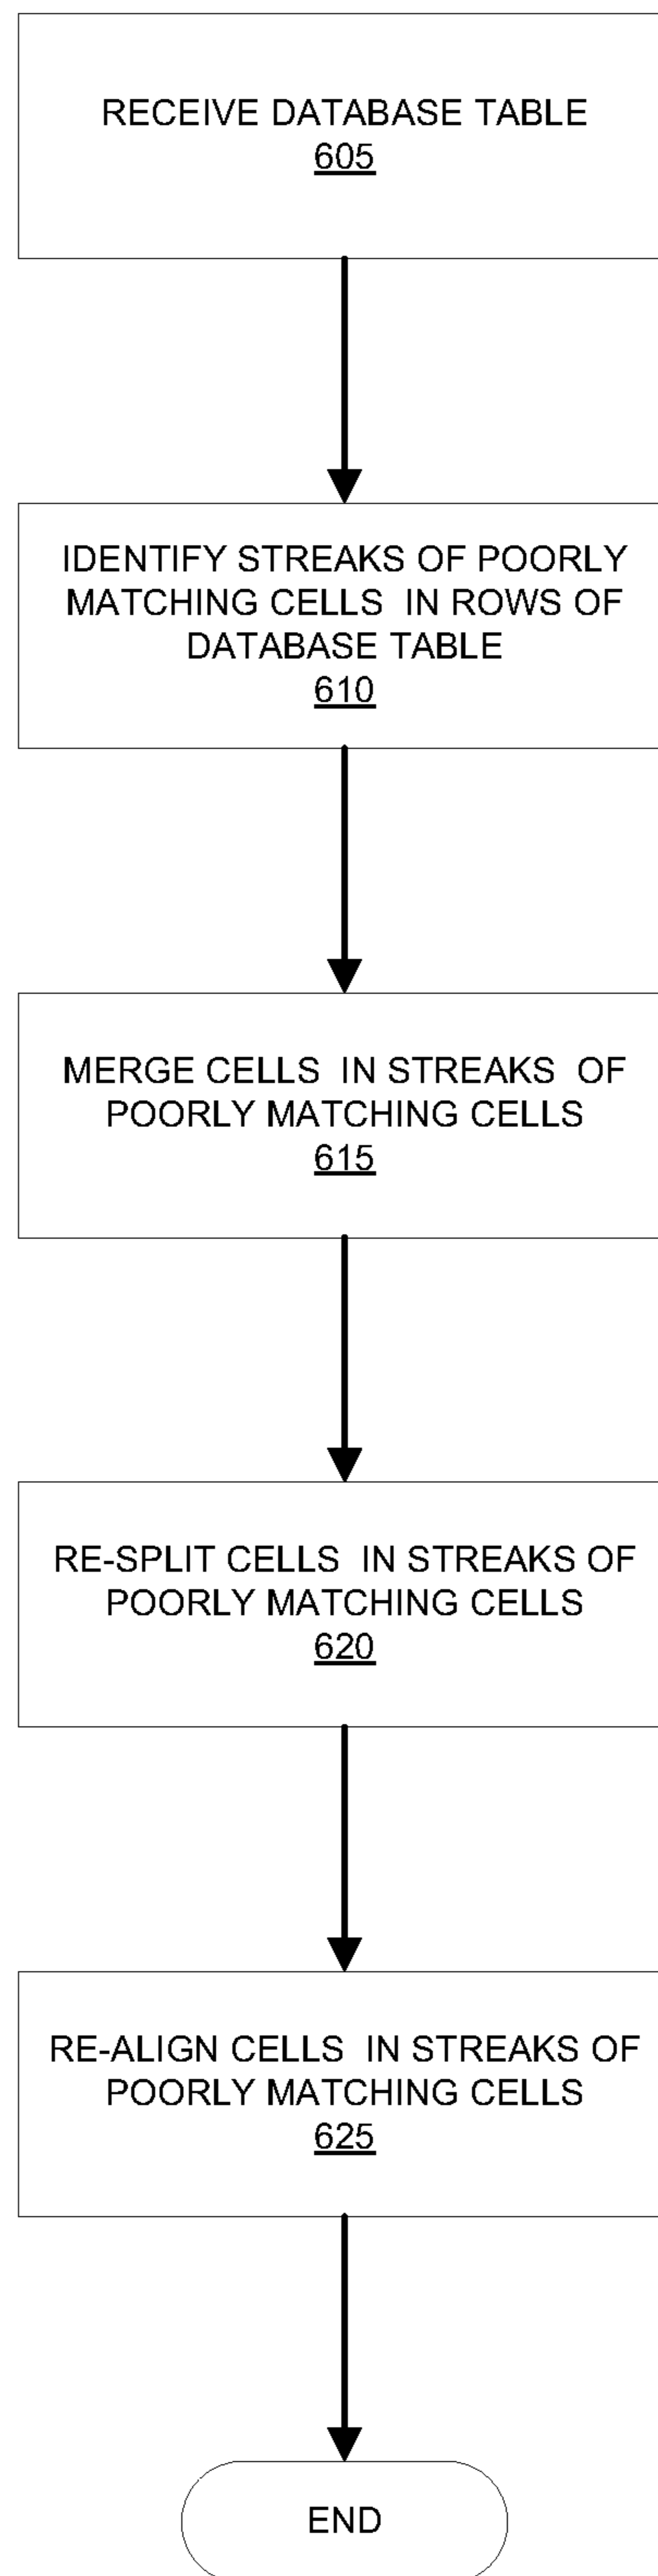 RECEIVE DATABASE TABLE
605
IDENTIFY STREAKS OF POORLY
MATCHING CELLS IN ROWS OF
DATABASE TABLE
610
MERGE CELLS IN STREAKS OF
POORLY MATCHING CELLS
615
RE-SPLIT CELLS IN STREAKS OF
POORLY MATCHING CELLS
620
RE-ALIGN CELLS IN STREAKS OF
POORLY MATCHING CELLS
625
END